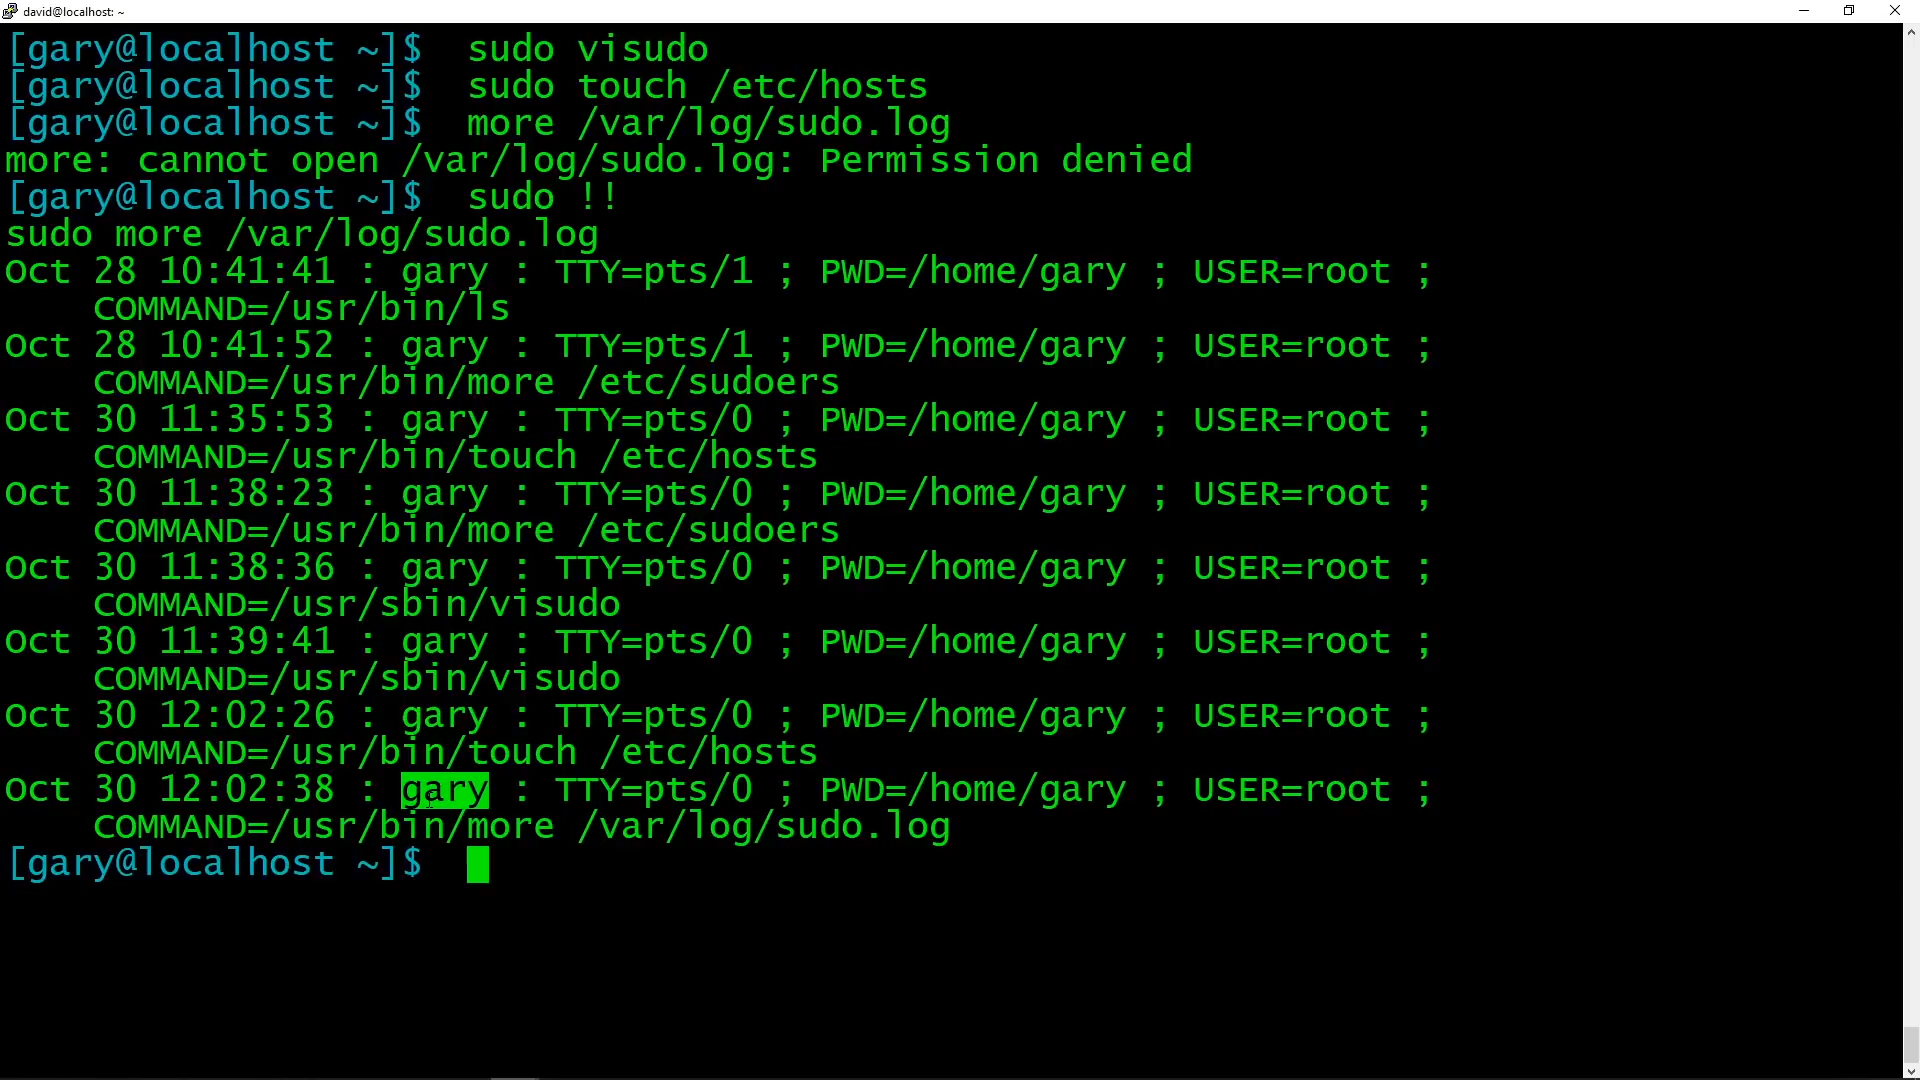 david@localhost: ~
[gary@localhost ~]$  sudo visudo
[gary@localhost ~]$  sudo touch /etc/hosts
[gary@localhost ~]$  more /var/log/sudo.log
more: cannot open /var/log/sudo.log: Permission denied
[gary@localhost ~]$  sudo !!
sudo more /var/log/sudo.log
Oct 28 10:41:41 : gary : TTY=pts/1 ; PWD=/home/gary ; USER=root ;
    COMMAND=/usr/bin/ls
Oct 28 10:41:52 : gary : TTY=pts/1 ; PWD=/home/gary ; USER=root ;
    COMMAND=/usr/bin/more /etc/sudoers
Oct 30 11:35:53 : gary : TTY=pts/0 ; PWD=/home/gary ; USER=root ;
    COMMAND=/usr/bin/touch /etc/hosts
Oct 30 11:38:23 : gary : TTY=pts/0 ; PWD=/home/gary ; USER=root ;
    COMMAND=/usr/bin/more /etc/sudoers
Oct 30 11:38:36 : gary : TTY=pts/0 ; PWD=/home/gary ; USER=root ;
    COMMAND=/usr/sbin/visudo
Oct 30 11:39:41 : gary : TTY=pts/0 ; PWD=/home/gary ; USER=root ;
    COMMAND=/usr/sbin/visudo
Oct 30 12:02:26 : gary : TTY=pts/0 ; PWD=/home/gary ; USER=root ;
    COMMAND=/usr/bin/touch /etc/hosts
Oct 30 12:02:38 : gary : TTY=pts/0 ; PWD=/home/gary ; USER=root ;
    COMMAND=/usr/bin/more /var/log/sudo.log
[gary@localhost ~]$